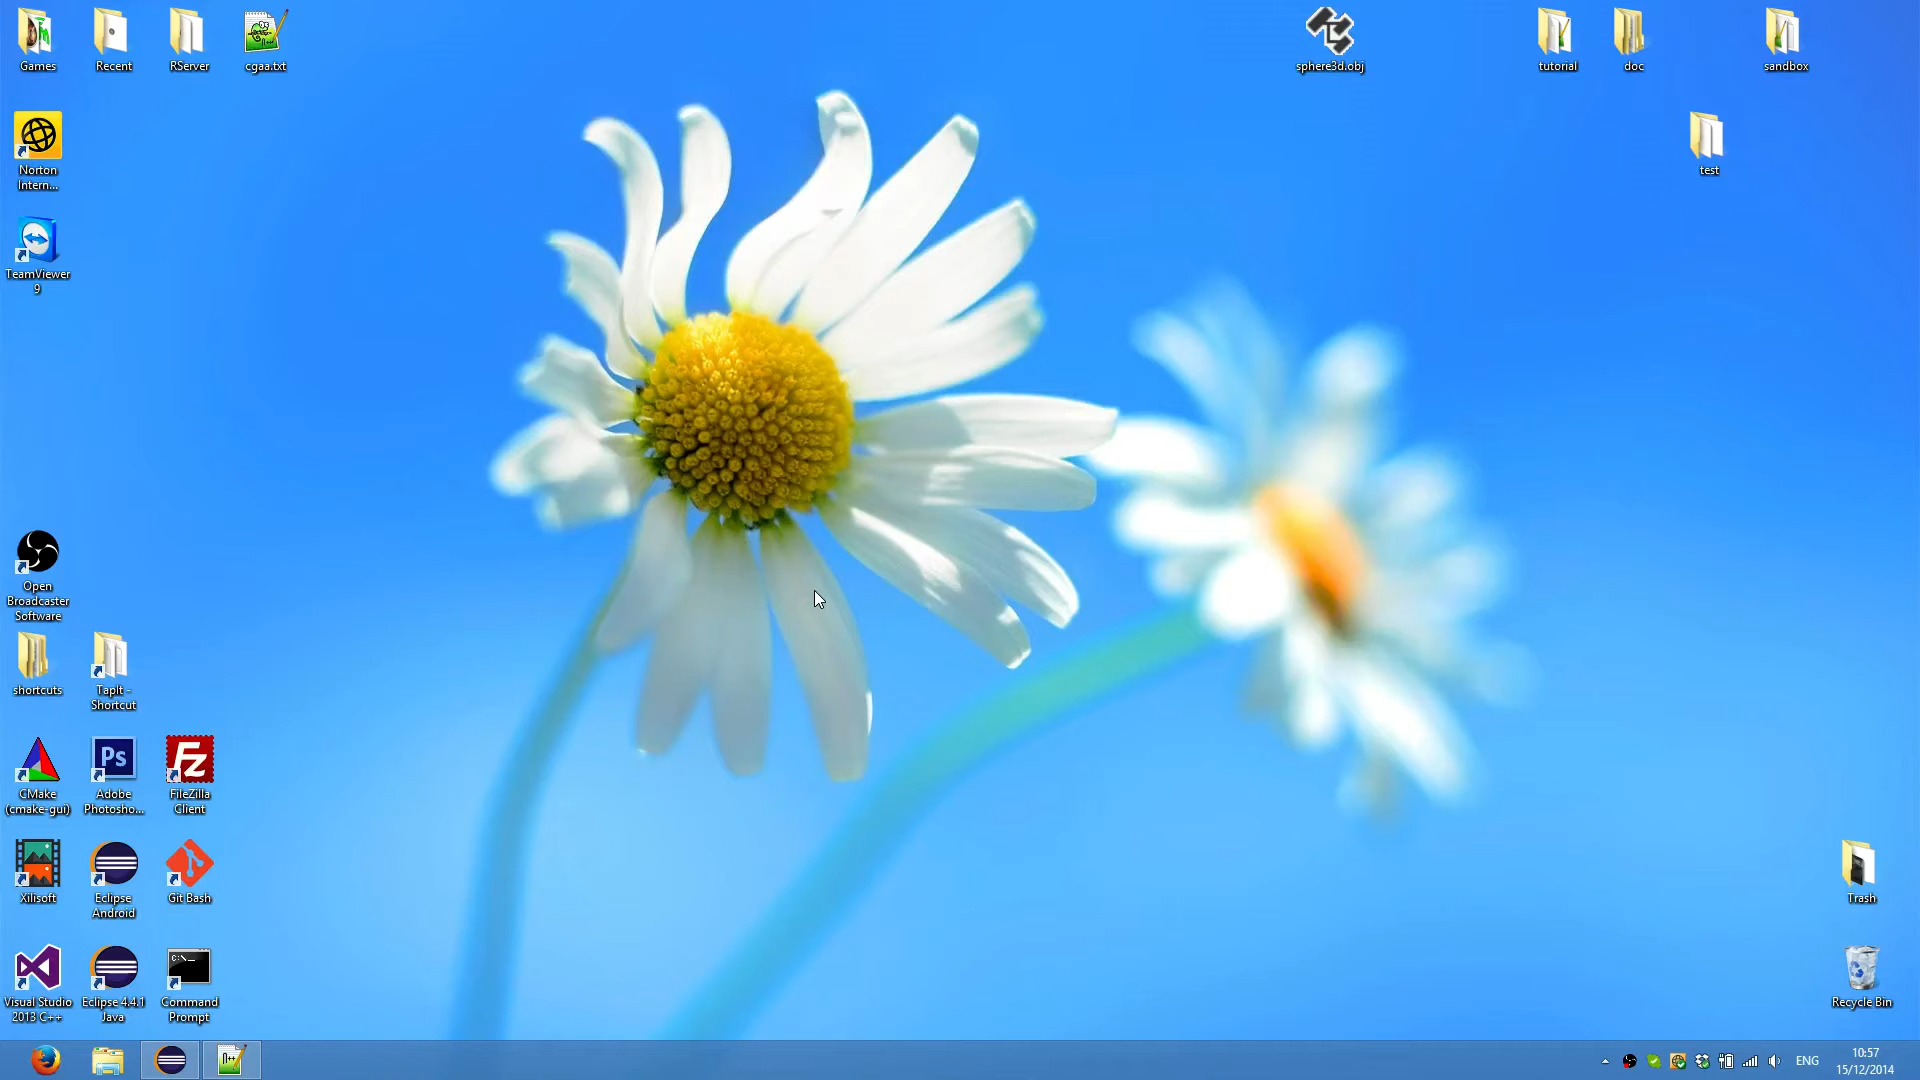 Games
Recent
RServer
cgaa.txt
sphere3d.obj
tutorial
doc
sandbox
Norton
Intern...
test
TeamViewer
9
Open
Broadcaster
Software
shortcuts
TapIt -
Shortcut
CMake
(cmake-gui)
Ps
Adobe
Photosho...
Fz
FileZilla
Client
Xilisoft
Eclipse
Android
Git Bash
Trash
Visual Studio
2013 C++
Eclipse 4.4.1
Java
C:\_
Command
Prompt
Recycle Bin
ENG
10:57
15/12/2014